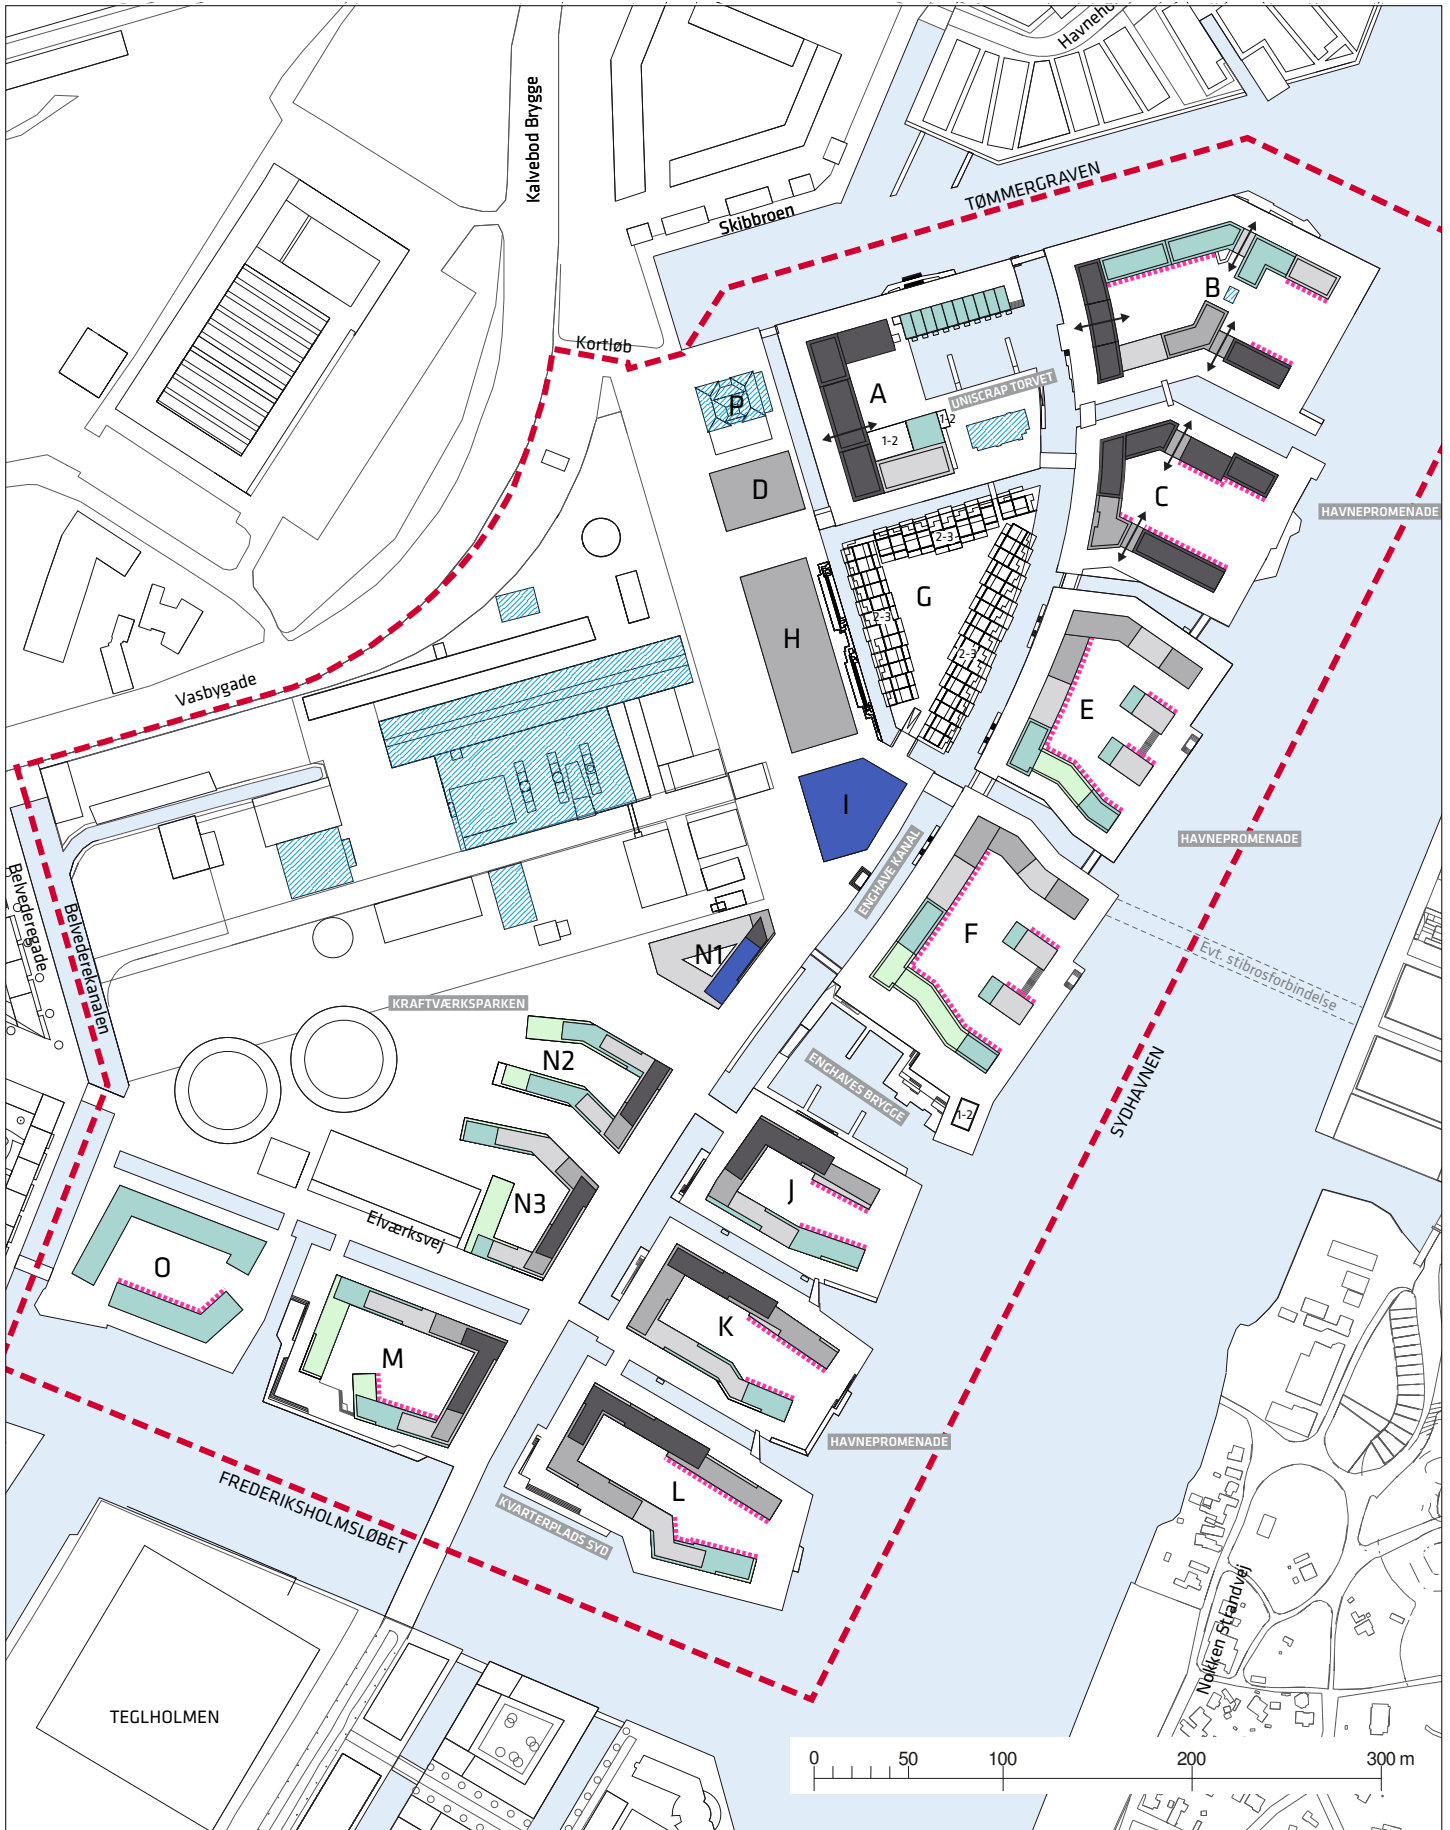 Havneho
Kalvebod Brygge
TØMMERGRAVEN
Skibbroen
B
Kortløb
A
P
UNISCRAP TORVET
1-2
1-2
D
C
HAVNEPROMENADE
2-3
G
2-3
H
2-3
Vasbygade
E
I
HAVNEPROMENADE
ENGHAVE KANAL
Belvederegade
Belvederekanalen
F
N1
Evt. stibrosforbindelse
KRAFTVÆRKSPARKEN
N2
ENGHAVES BRYGGE
1-2
SYDHAVNEN
J
N3
Elværksvej
O
K
M
HAVNEPROMENADE
L
FREDERIKSHOLMSLØBET
KVARTERPLADS SYD
Nokken Strandvej
TEGLHOLMEN
0 50 100 200 300 m